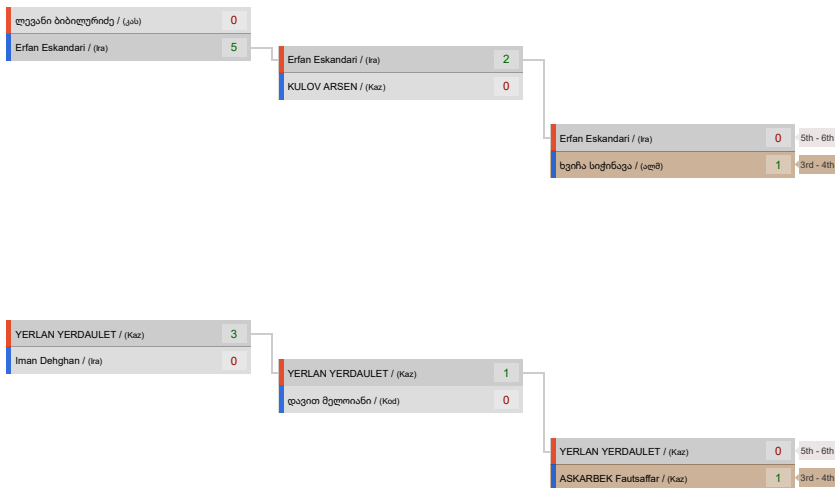 ლევანი ბიბილურიძე / (კას) 0
Erfan Eskandari / (Ira) 5
Erfan Eskandari / (Ira) 2
KULOV ARSEN / (Kaz) 0
Erfan Eskandari / (Ira) 0 5th - 6th
ხვიჩა სიჭინავა / (ალმ) 1 3rd - 4th
YERLAN YERDAULET / (Kaz) 3
Iman Dehghan / (Ira) 0
YERLAN YERDAULET / (Kaz) 1
დავით მელოიანი / (Kod) 0
YERLAN YERDAULET / (Kaz) 0 5th - 6th
ASKARBEK Fautsaffar / (Kaz) 1 3rd - 4th